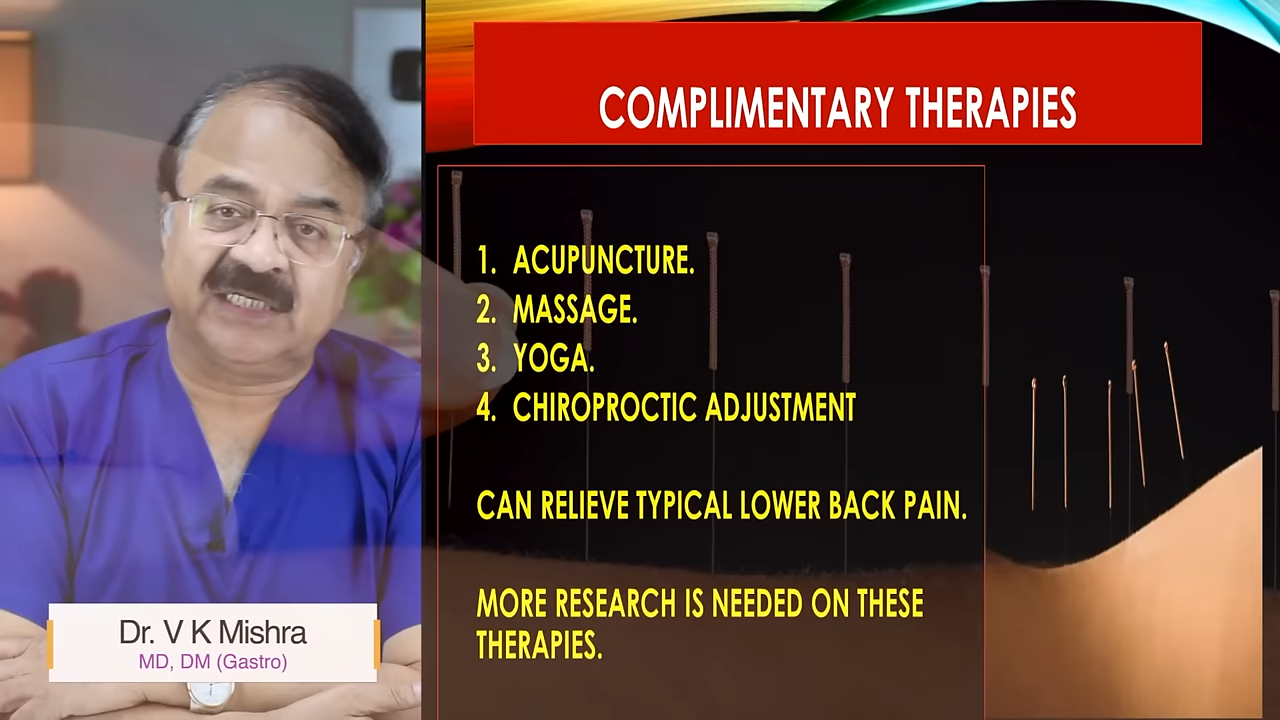 COMPLIMENTARY THERAPIES
1. ACUPUNCTURE.
2. MASSAGE.
3. YOGA.
4. CHIROPROCTIC ADJUSTMENT
CAN RELIEVE TYPICAL LOWER BACK PAIN.
MORE RESEARCH IS NEEDED ON THESE
THERAPIES.
Dr. V K Mishra
MD, DM (Gastro)